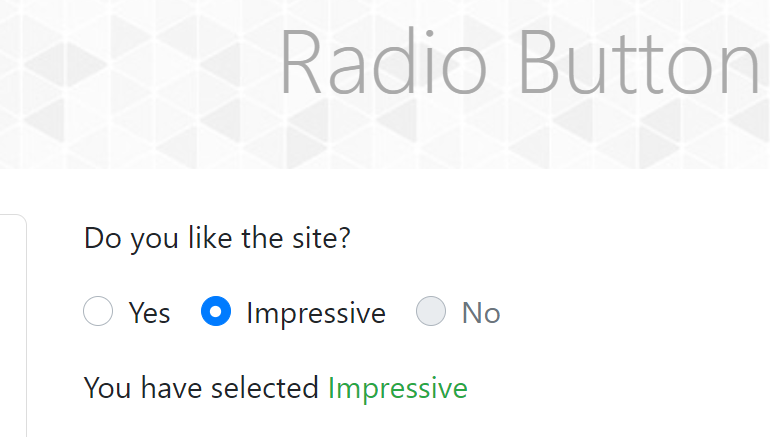 Radio Button
Do you like the site?
Yes Impressive No
You have selected Impressive